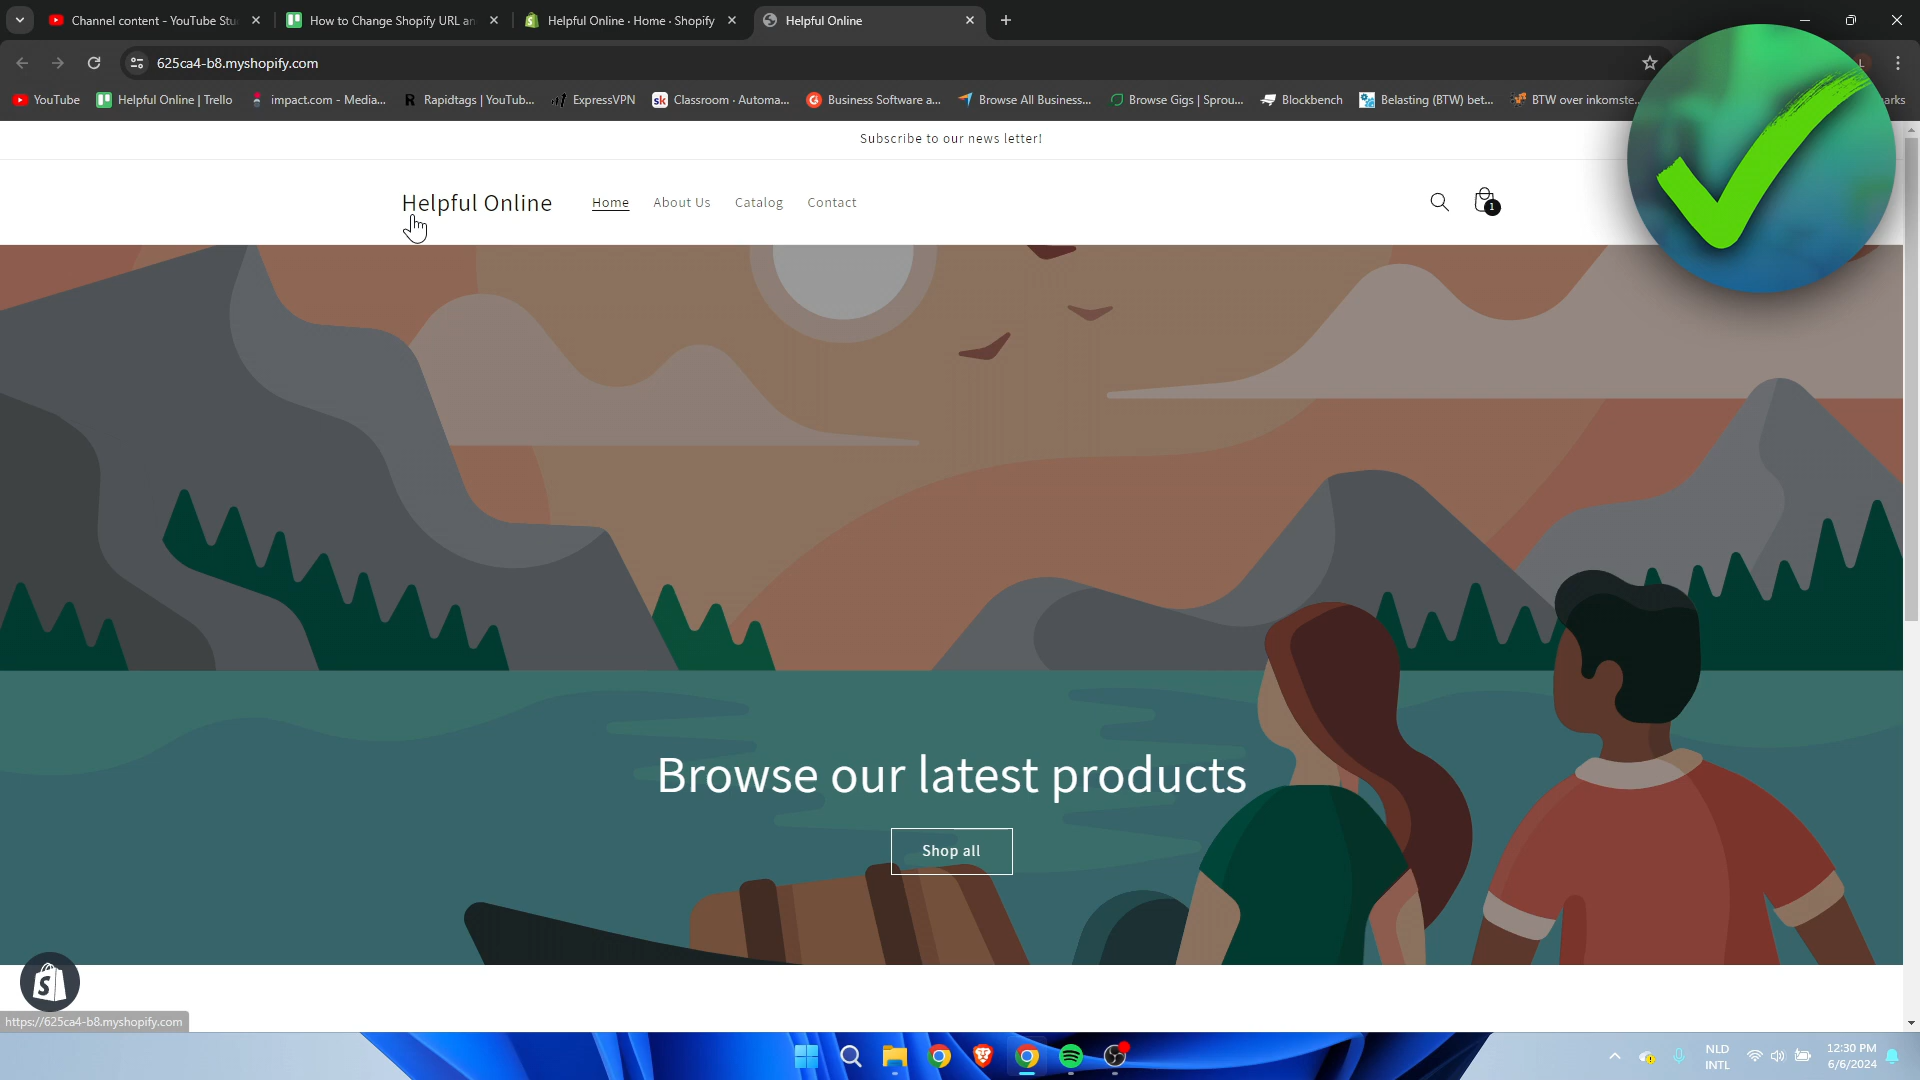 Channel content - YouTube Stu
How to Change Shopify URL an
Helpful Online · Home · Shopify
Helpful Online
625ca4-b8.myshopify.com
YouTube
Helpful Online | Trello
impact.com - Media...
Rapidtags | YouTub...
ExpressVPN
Classroom · Automa...
Business Software a...
Browse All Business...
Browse Gigs | Sprou...
Blockbench
Belasting (BTW) bet...
BTW over inkomste...
arks
Subscribe to our news letter!
Helpful Online
Home
About Us
Catalog
Contact
1
Browse our latest products
Shop all
https://625ca4-b8.myshopify.com
NLD
INTL
12:30 PM
6/6/2024